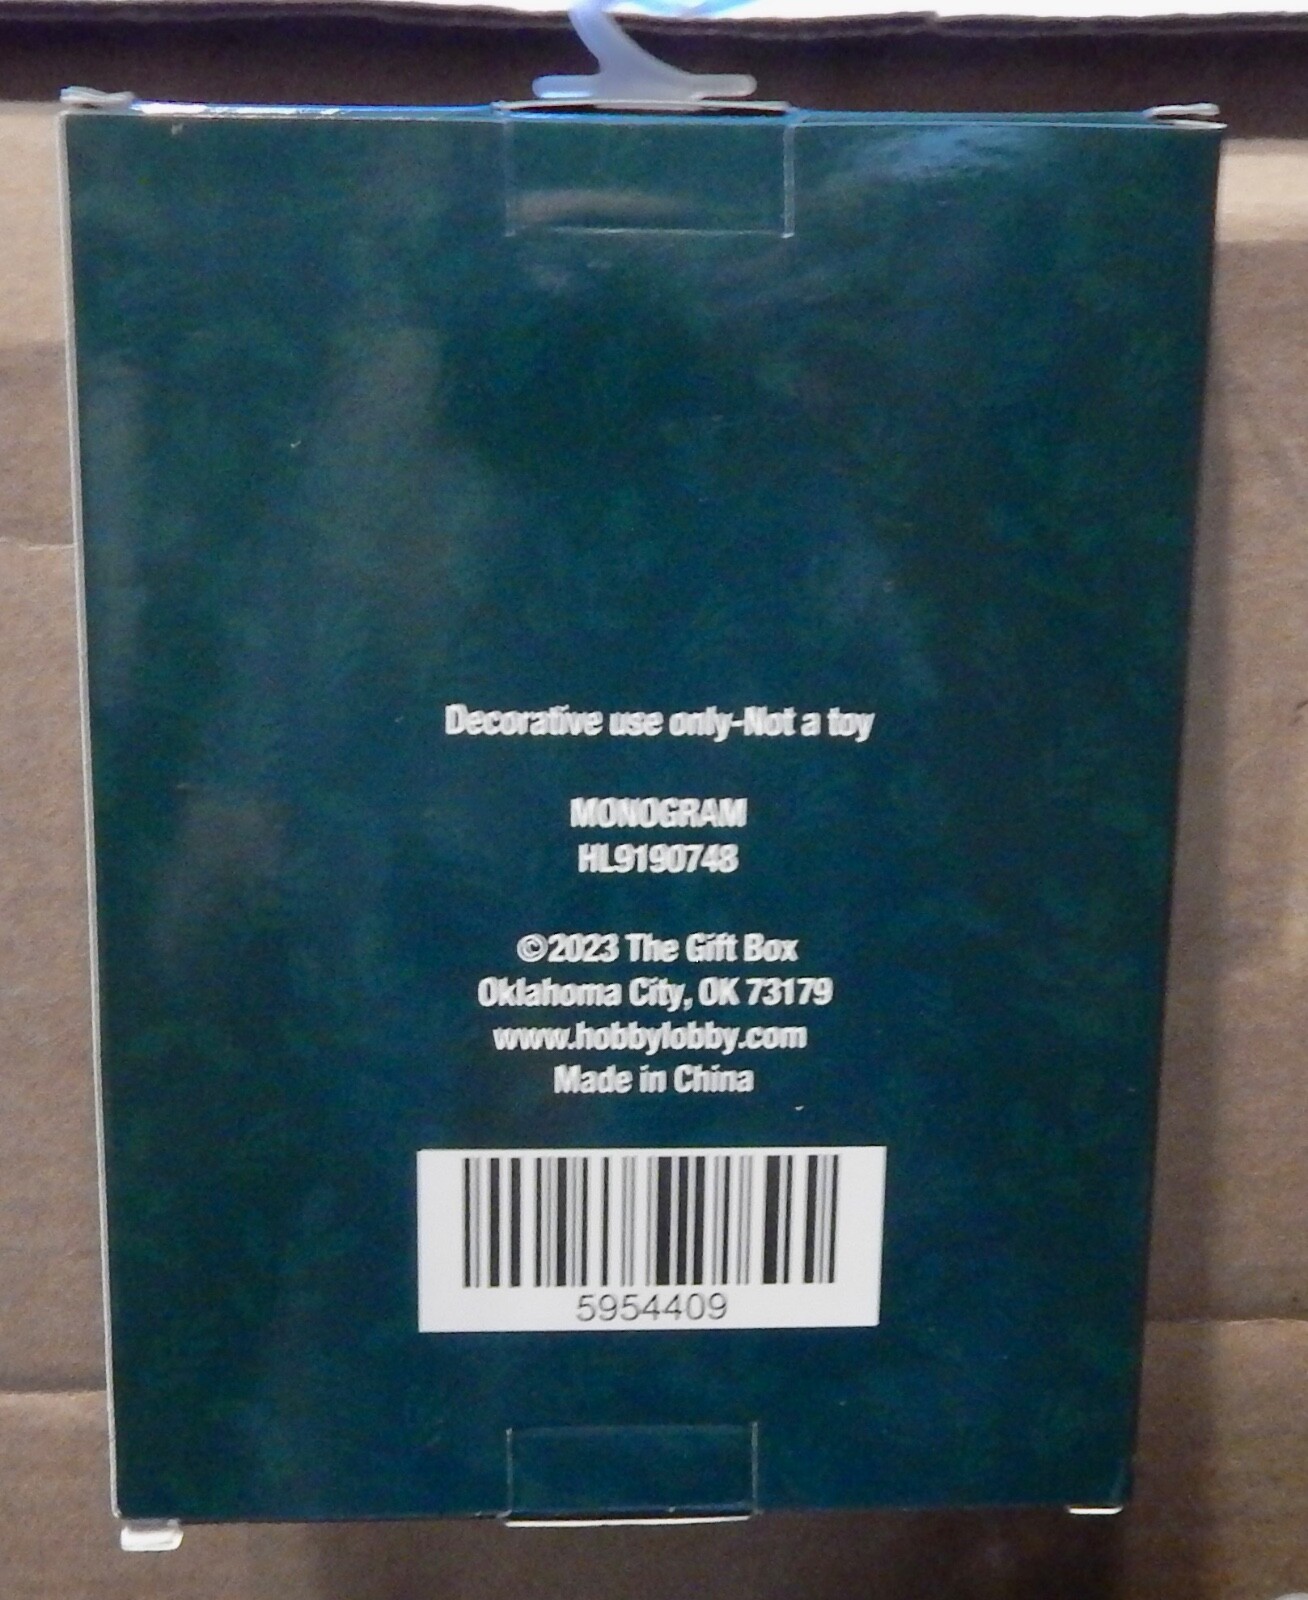 Decorative use only-Not a toy
MONOGRAM
HL9190748
©2023 The Gift Box
Oklahoma City, OK 73179
www.hobbylobby.com
Made in China
5954409